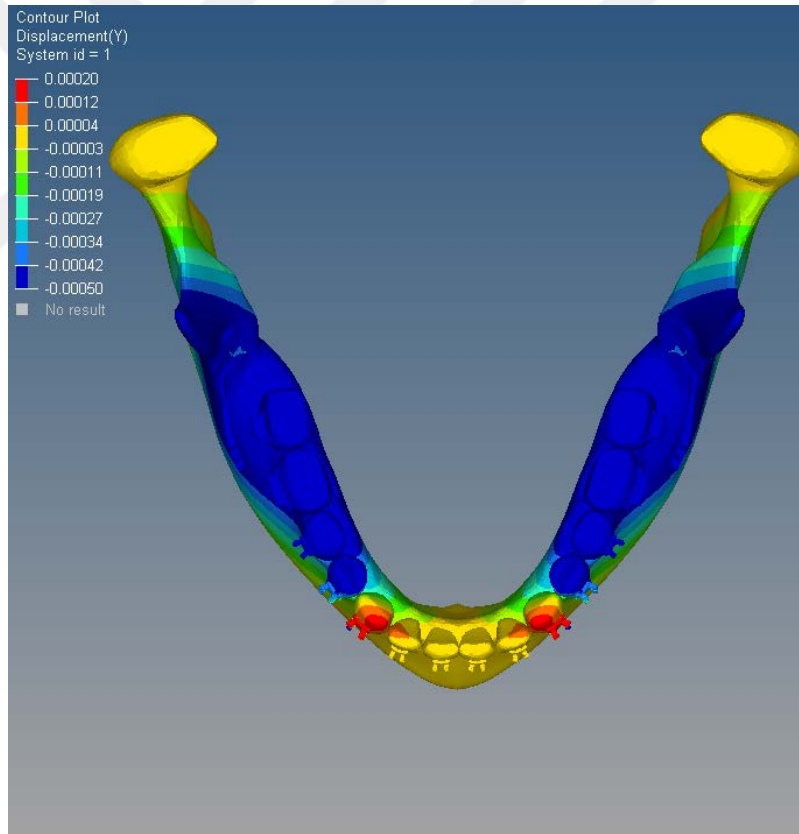 Contour Plot
Displacement(Y)
System id = 1
0.00020
0.00012
0.00004
-0.00003
-0.00011
-0.00019
-0.00027
-0.00034
-0.00042
-0.00050
No result